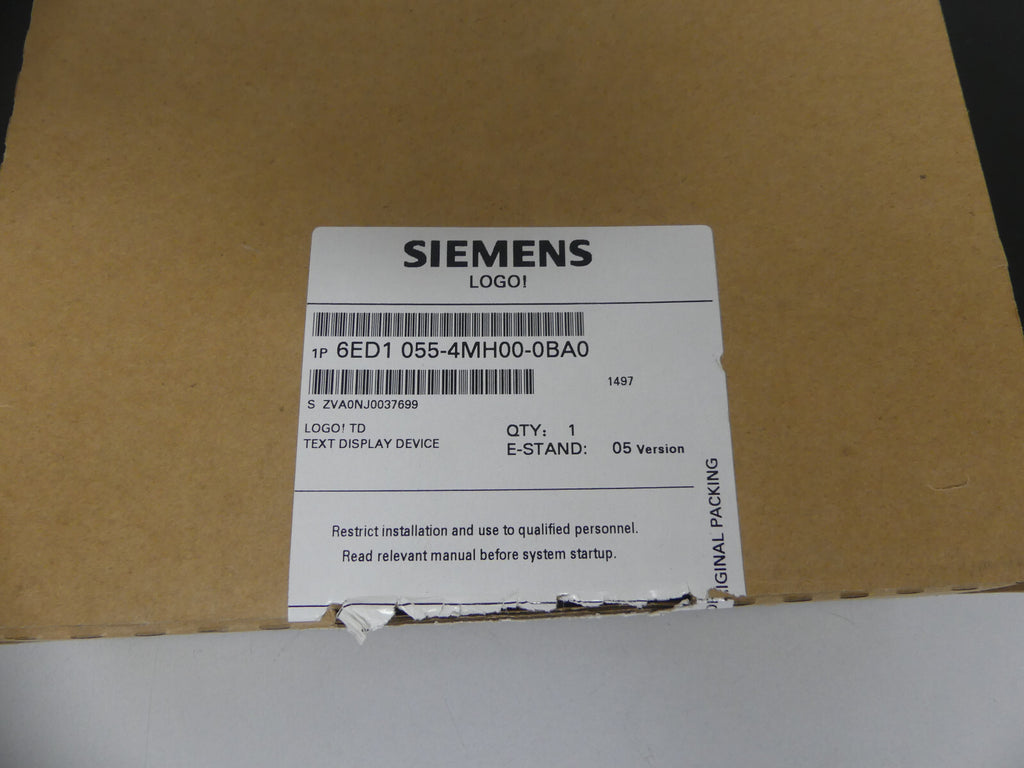 SIEMENS
LOGO!
1P 6ED1 055-4MH00-0BA0
1497
S ZVA0NJ0037699
LOGO! TD
TEXT DISPLAY DEVICE
QTY: 1
E-STAND: 05 Version
Restrict installation and use to qualified personnel.
Read relevant manual before system startup.
PACKING